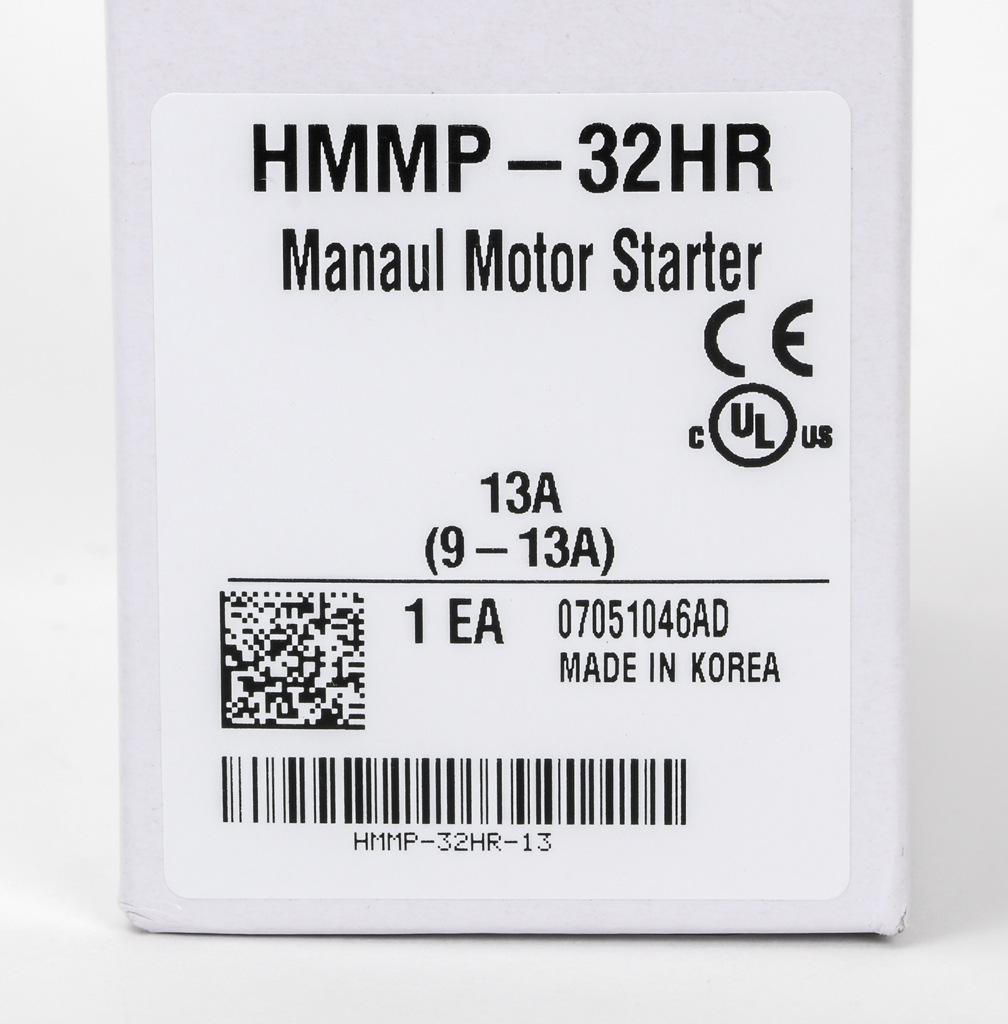 HMMP – 32HR
Manaul Motor Starter
CE
c UL us
13A
(9 – 13A)
1 EA 07051046AD
MADE IN KOREA
HMMP-32HR-13